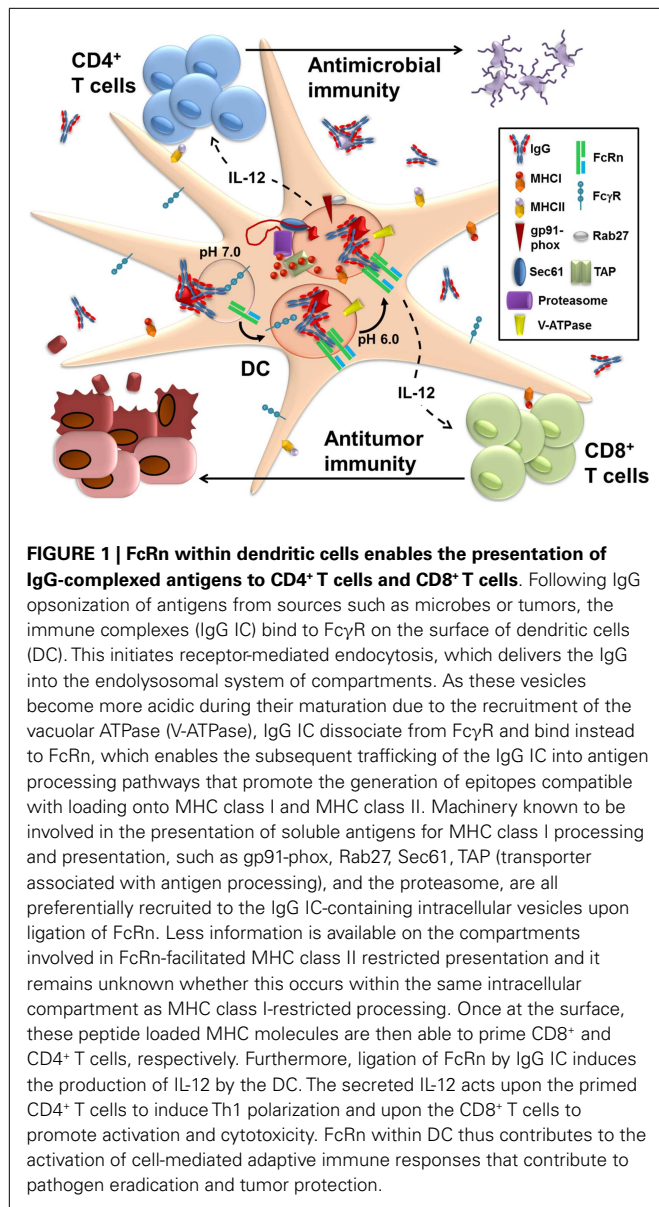 CD4+
T cells
Antimicrobial
immunity
IL-12
IgG
MHCI
MHCII
gp91-
phox
Sec61
Proteasome
FcRn
FcγR
Rab27
TAP
V-ATPase
pH 7.0
pH 6.0
DC
IL-12
Antitumor
immunity
CD8+
T cells
FIGURE 1 | FcRn within dendritic cells enables the presentation of
IgG-complexed antigens to CD4+ T cells and CD8+ T cells. Following IgG
opsonization of antigens from sources such as microbes or tumors, the
immune complexes (IgG IC) bind to FcγR on the surface of dendritic cells
(DC). This initiates receptor-mediated endocytosis, which delivers the IgG
into the endolysosomal system of compartments. As these vesicles
become more acidic during their maturation due to the recruitment of the
vacuolar ATPase (V-ATPase), IgG IC dissociate from FcγR and bind instead
to FcRn, which enables the subsequent trafficking of the IgG IC into antigen
processing pathways that promote the generation of epitopes compatible
with loading onto MHC class I and MHC class II. Machinery known to be
involved in the presentation of soluble antigens for MHC class I processing
and presentation, such as gp91-phox, Rab27, Sec61, TAP (transporter
associated with antigen processing), and the proteasome, are all
preferentially recruited to the IgG IC-containing intracellular vesicles upon
ligation of FcRn. Less information is available on the compartments
involved in FcRn-facilitated MHC class II restricted presentation and it
remains unknown whether this occurs within the same intracellular
compartment as MHC class I-restricted processing. Once at the surface,
these peptide loaded MHC molecules are then able to prime CD8+ and
CD4+ T cells, respectively. Furthermore, ligation of FcRn by IgG IC induces
the production of IL-12 by the DC. The secreted IL-12 acts upon the primed
CD4+ T cells to induce Th1 polarization and upon the CD8+ T cells to
promote activation and cytotoxicity. FcRn within DC thus contributes to the
activation of cell-mediated adaptive immune responses that contribute to
pathogen eradication and tumor protection.